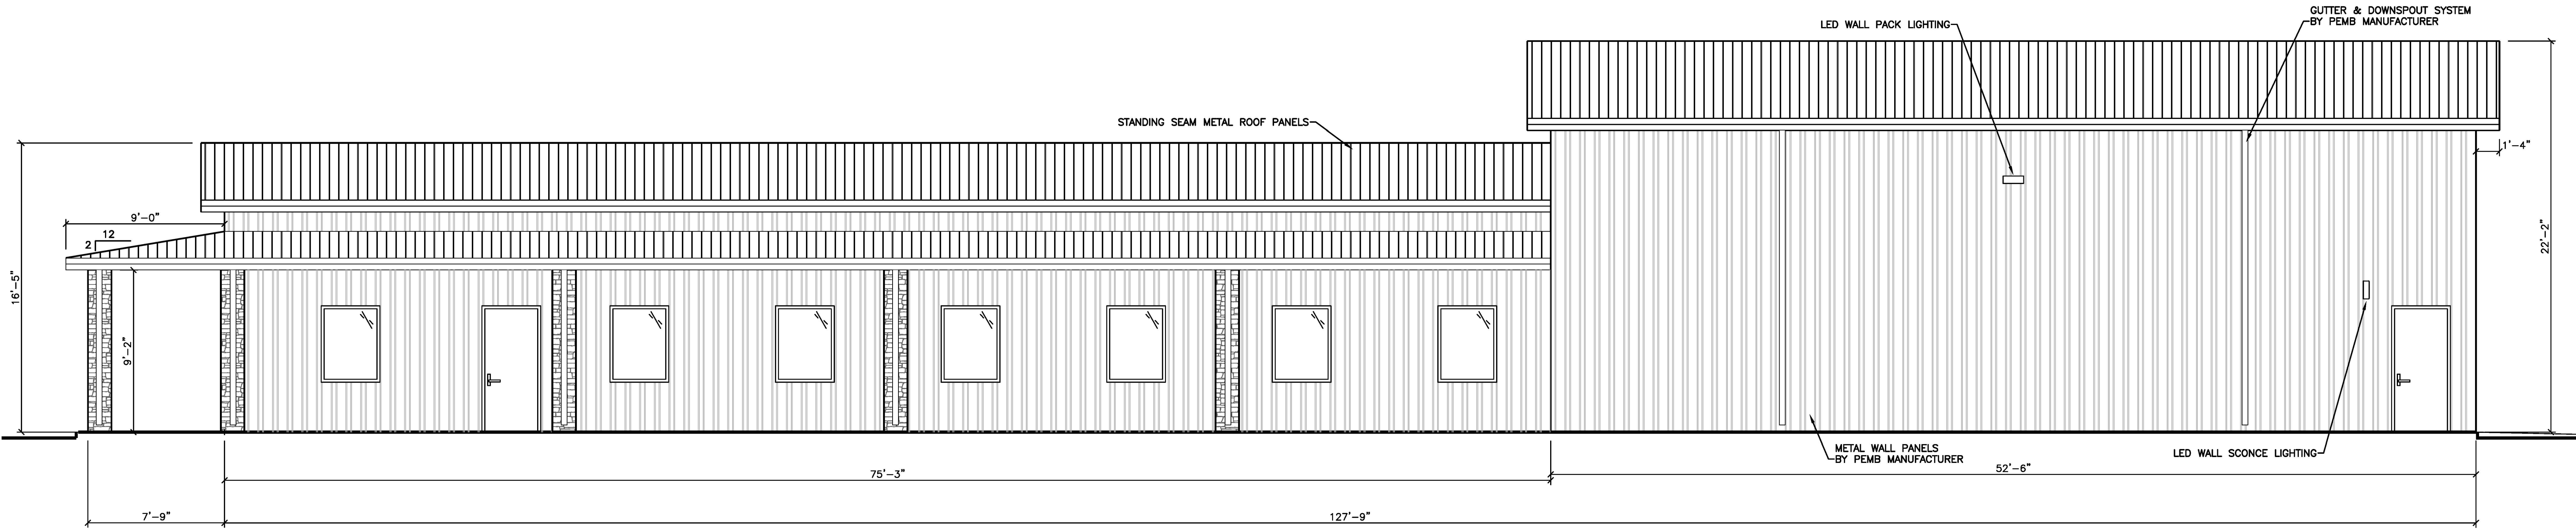 GUTTER & DOWNSPOUT SYSTEM
BY PEMB MANUFACTURER
LED WALL PACK LIGHTING
STANDING SEAM METAL ROOF PANELS
1'-4"
9'-0"
12
2
16'-5"
9'-2"
22'-2"
METAL WALL PANELS
BY PEMB MANUFACTURER
LED WALL SCONCE LIGHTING
75'-3"
52'-6"
7'-9"
127'-9"